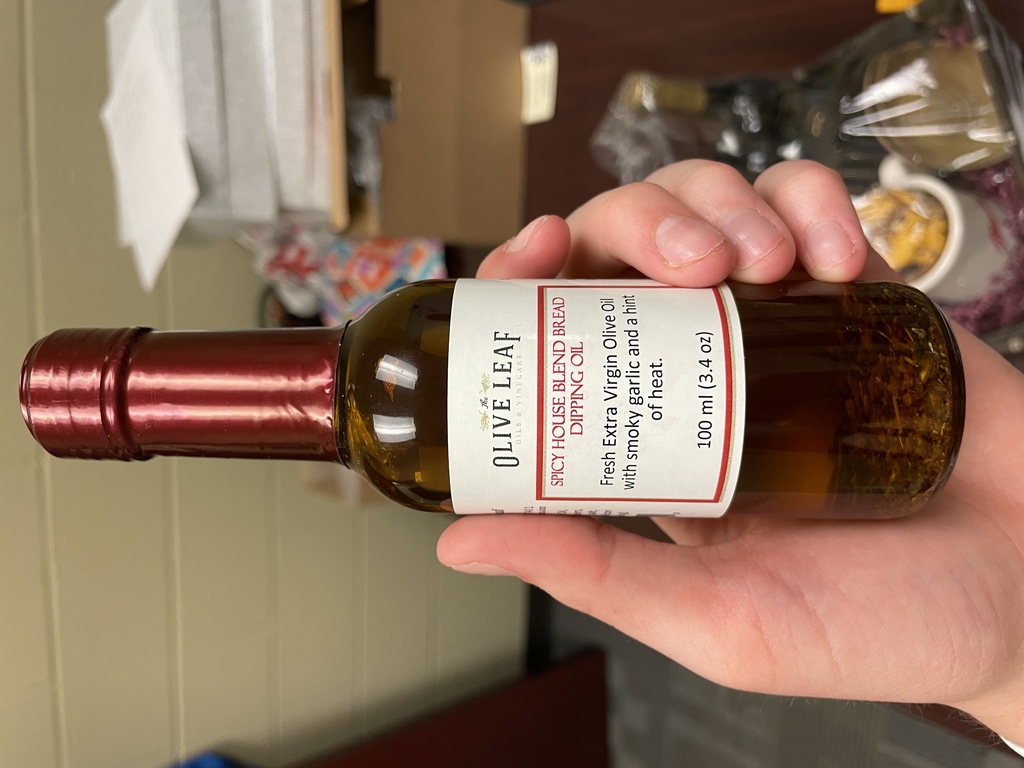 The
OLIVE LEAF
OILS & VINEGARS
SPICY HOUSE BLEND BREAD
DIPPING OIL
Fresh Extra Virgin Olive Oil
with smoky garlic and a hint
of heat.
100 ml (3.4 oz)